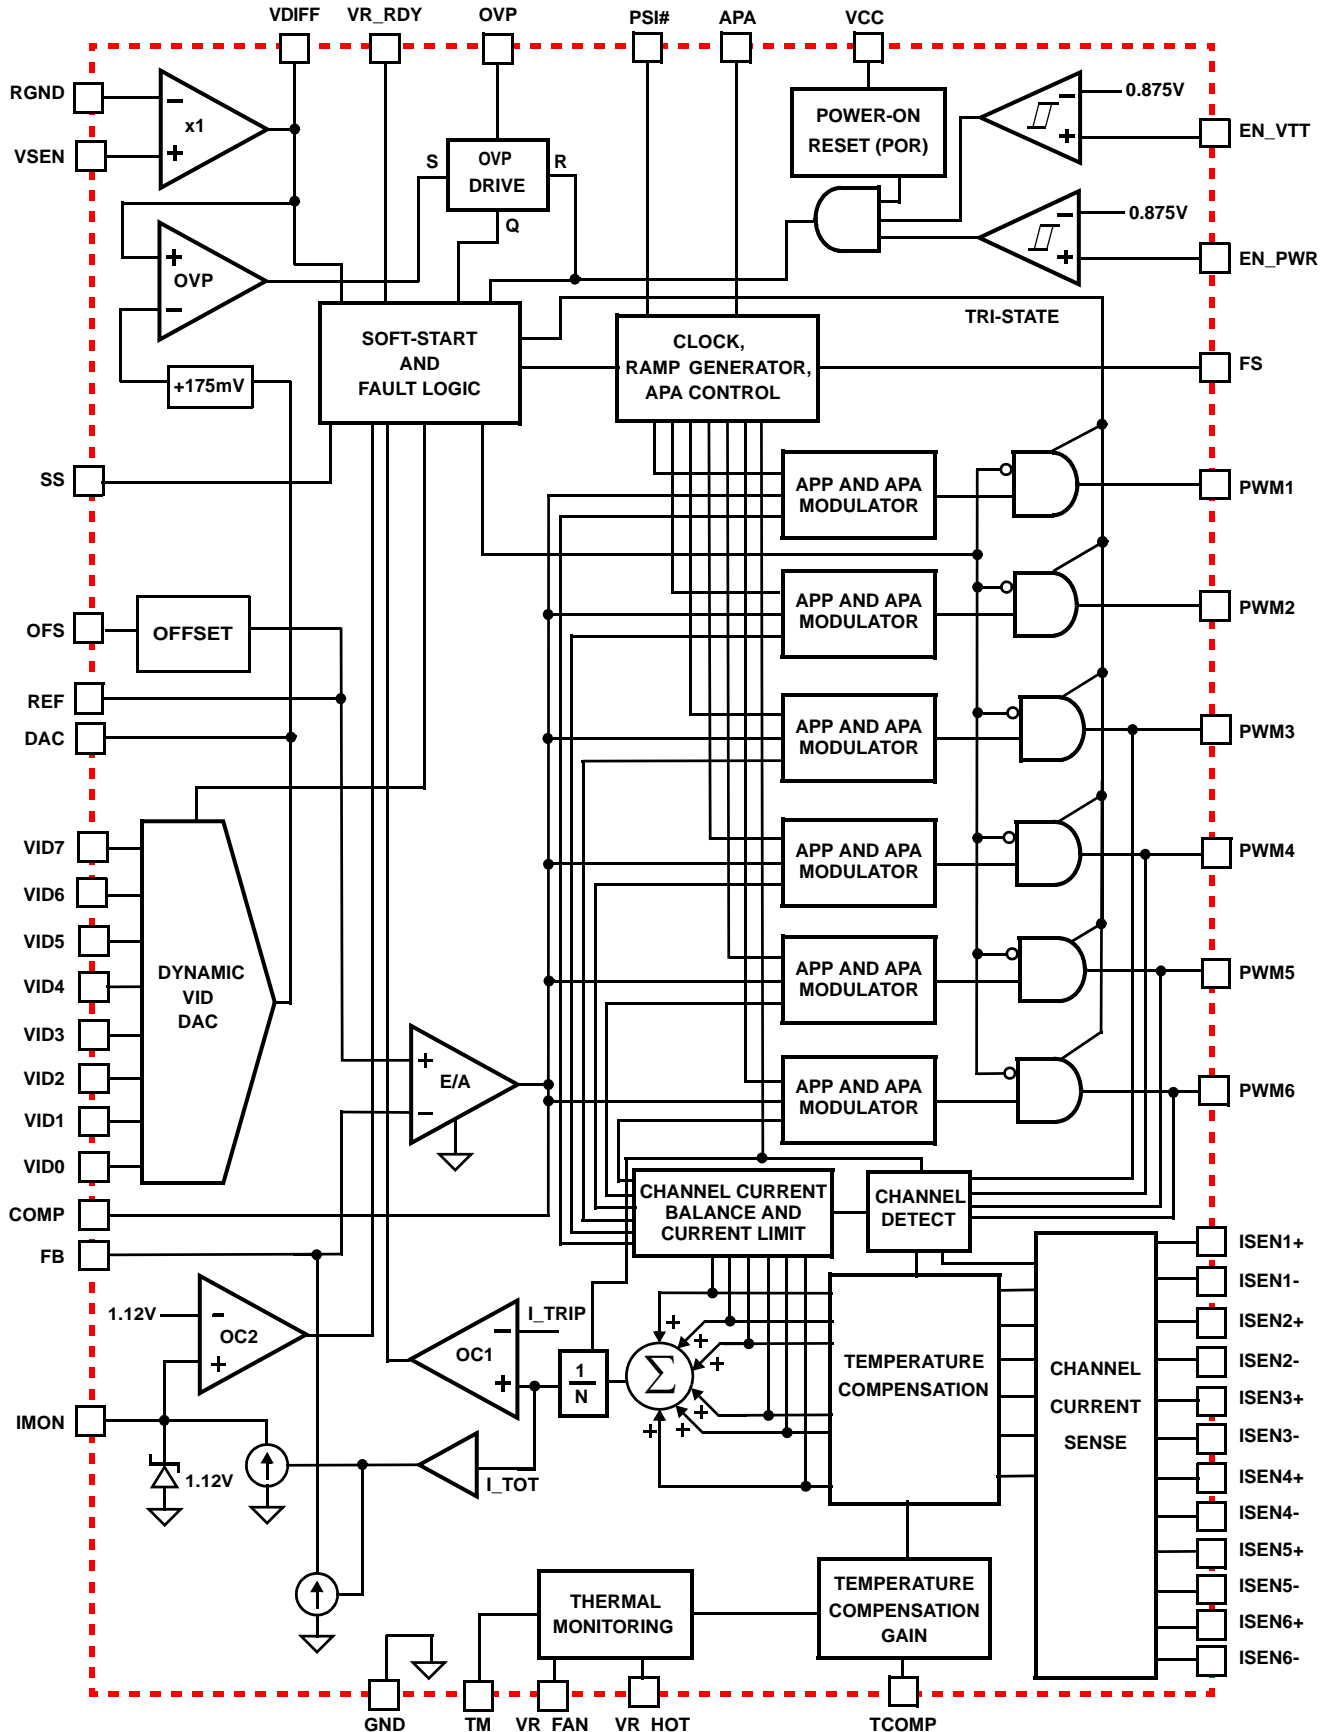 VDIFF VR_RDY OVP PSI# APA VCC
RGND
VSEN
−
x1
+
S OVP R
DRIVE
Q
POWER-ON
RESET (POR)
−
+
0.875V
EN_VTT
−
+
0.875V
EN_PWR
+
OVP
−
+175mV
SOFT-START
AND
FAULT LOGIC
CLOCK,
RAMP GENERATOR,
APA CONTROL
TRI-STATE
FS
SS
APP AND APA
MODULATOR
PWM1
OFS
OFFSET
APP AND APA
MODULATOR
PWM2
REF
DAC
APP AND APA
MODULATOR
PWM3
VID7
VID6
VID5
VID4
VID3
VID2
VID1
VID0
DYNAMIC
VID
DAC
APP AND APA
MODULATOR
PWM4
APP AND APA
MODULATOR
PWM5
+
E/A
−
APP AND APA
MODULATOR
PWM6
COMP
FB
CHANNEL CURRENT
BALANCE AND
CURRENT LIMIT
CHANNEL
DETECT
1.12V
−
OC2
+
I_TRIP
−
OC1
+
1
N
Σ
+
+
+
+
+
+
TEMPERATURE
COMPENSATION
CHANNEL
CURRENT
SENSE
ISEN1+
ISEN1-
ISEN2+
ISEN2-
ISEN3+
ISEN3-
ISEN4+
ISEN4-
ISEN5+
ISEN5-
ISEN6+
ISEN6-
IMON
1.12V
I_TOT
THERMAL
MONITORING
TEMPERATURE
COMPENSATION
GAIN
GND TM VR_FAN VR_HOT TCOMP